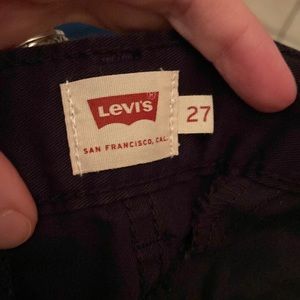 LEVI'S
27
SAN FRANCISCO, CAL.